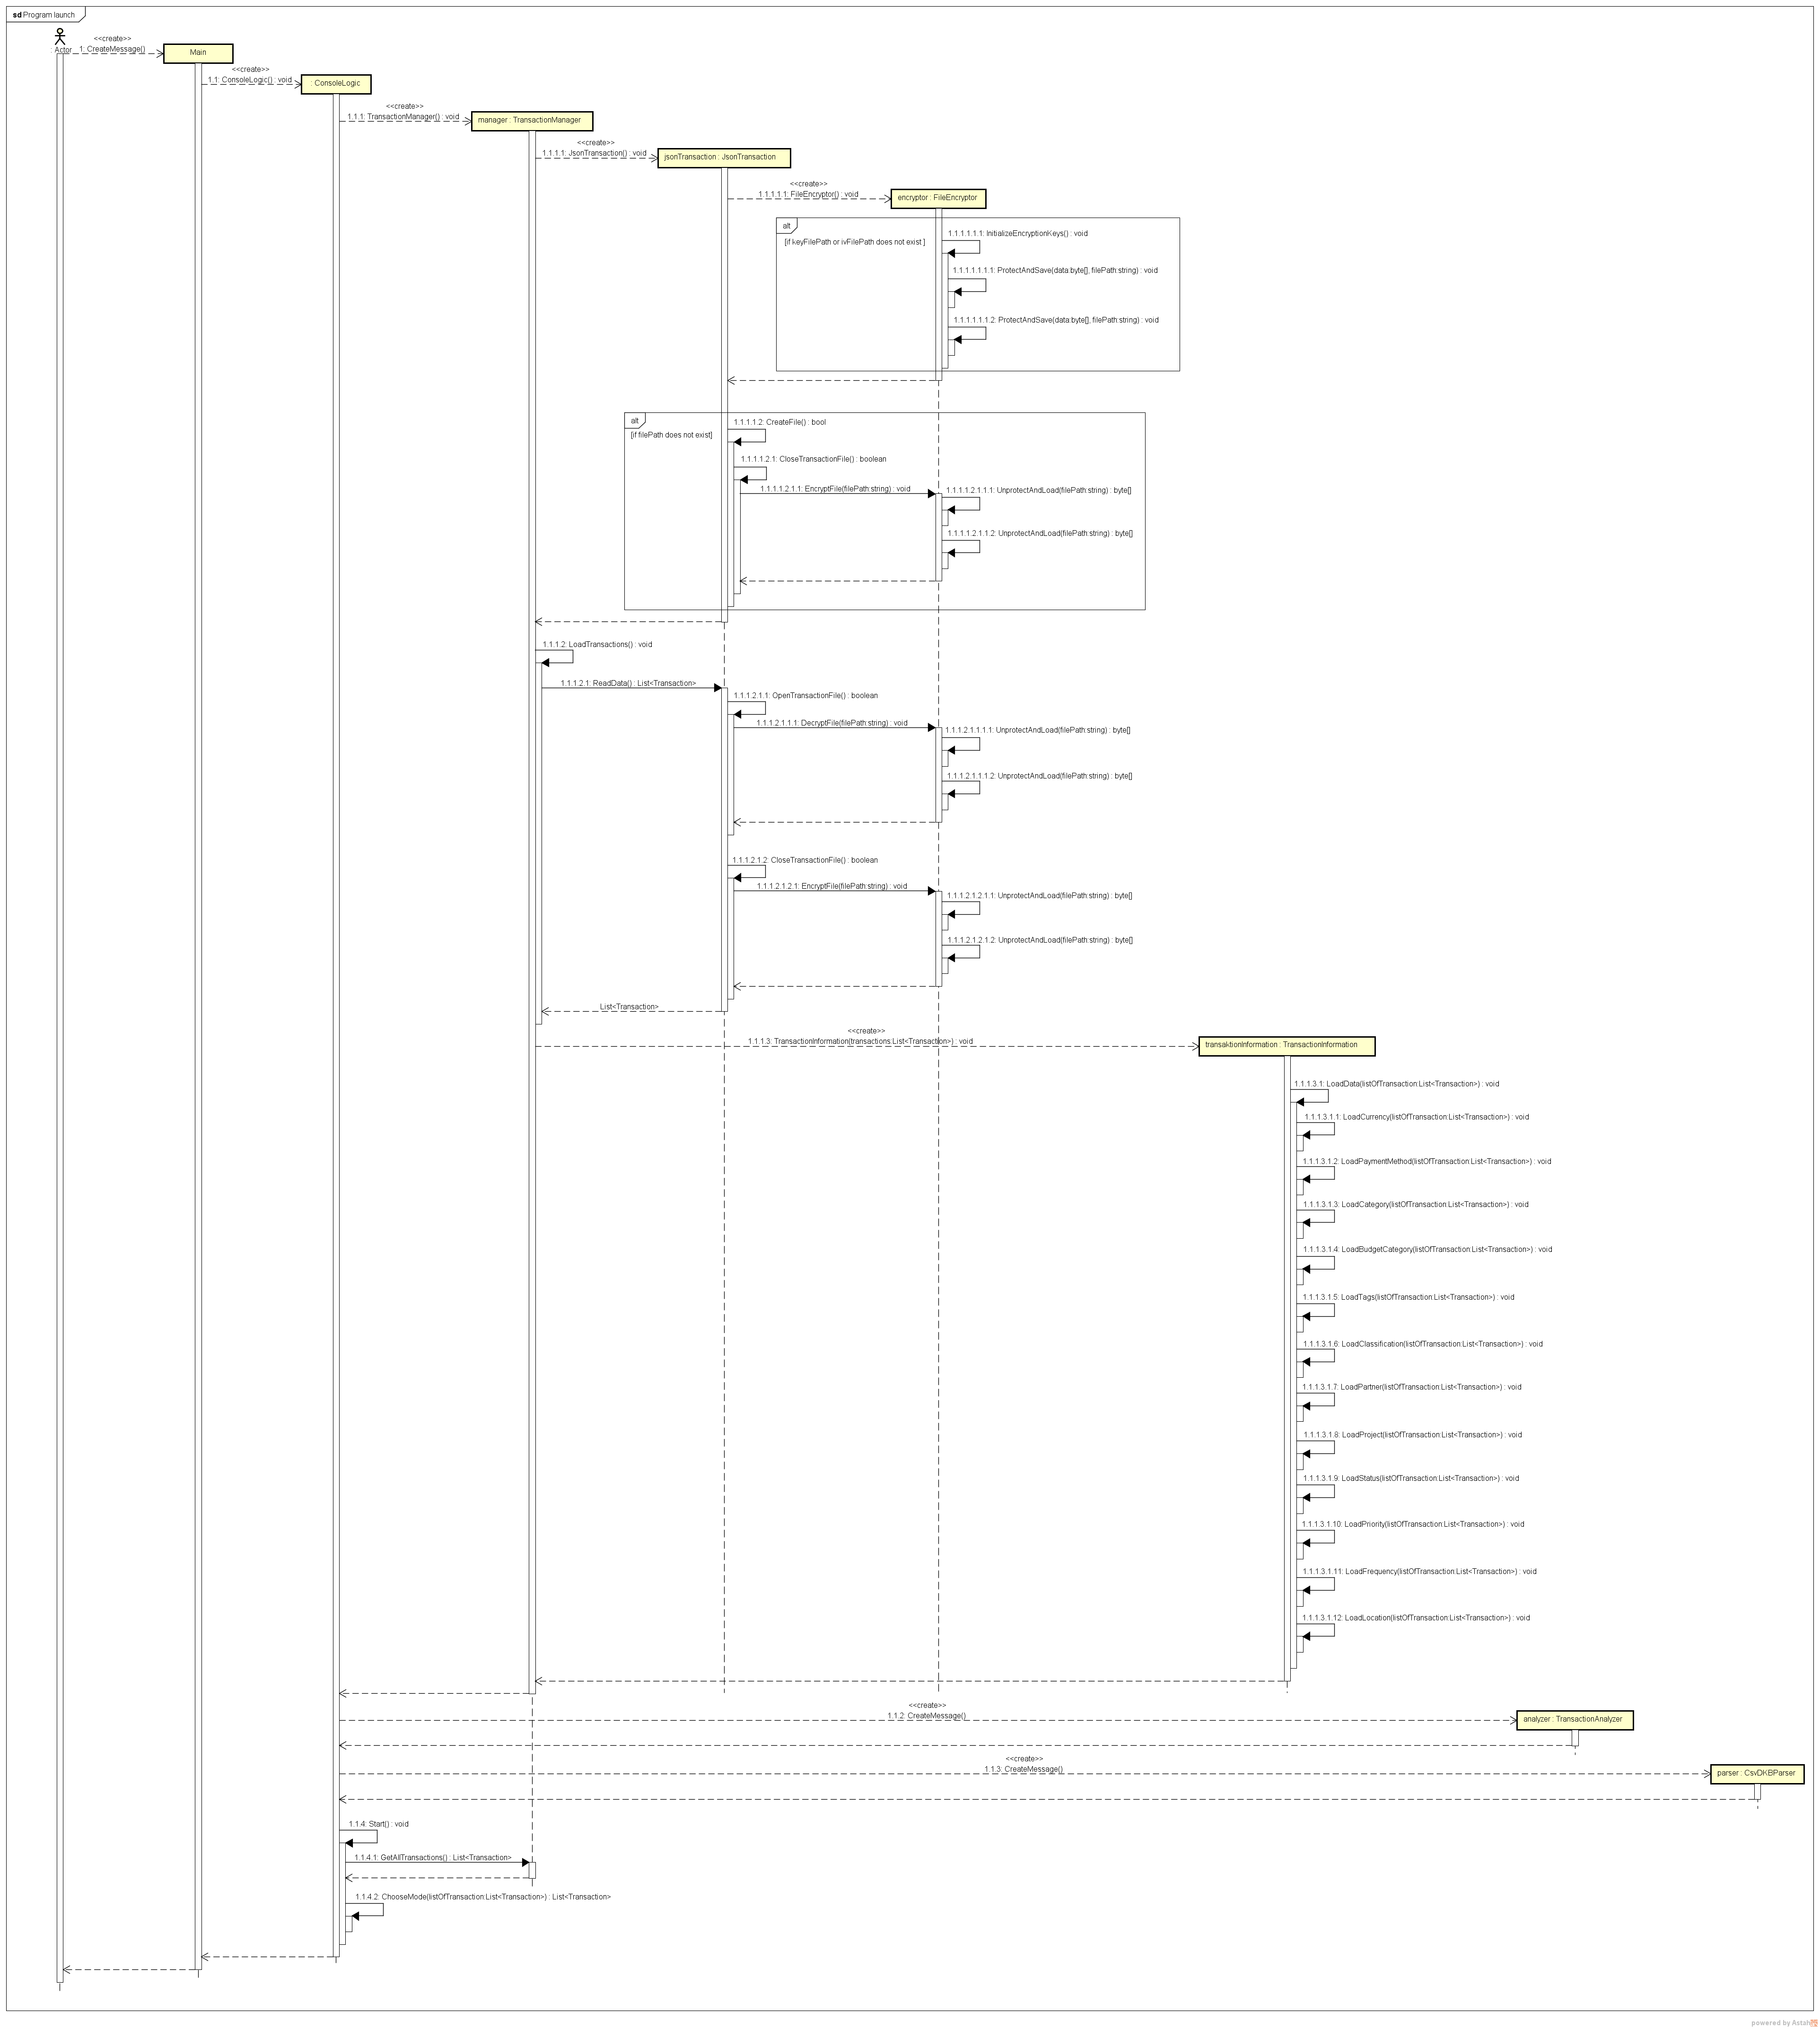 sd Program launch
: Actor
<<create>>
1: CreateMessage()
Main
<<create>>
1.1: ConsoleLogic() : void
: ConsoleLogic
<<create>>
1.1.1: TransactionManager() : void
manager : TransactionManager
<<create>>
1.1.1.1: JsonTransaction() : void
jsonTransaction : JsonTransaction
<<create>>
1.1.1.1.1: FileEncryptor() : void
encryptor : FileEncryptor
alt
[if keyFilePath or ivFilePath does not exist ]
1.1.1.1.1.1: InitializeEncryptionKeys() : void
1.1.1.1.1.1.1: ProtectAndSave(data:byte[], filePath:string) : void
1.1.1.1.1.1.2: ProtectAndSave(data:byte[], filePath:string) : void
alt
[if filePath does not exist]
1.1.1.1.2: CreateFile() : bool
1.1.1.1.2.1: CloseTransactionFile() : boolean
1.1.1.1.2.1.1: EncryptFile(filePath:string) : void
1.1.1.1.2.1.1.1: UnprotectAndLoad(filePath:string) : byte[]
1.1.1.1.2.1.1.2: UnprotectAndLoad(filePath:string) : byte[]
1.1.1.2: LoadTransactions() : void
1.1.1.2.1: ReadData() : List<Transaction>
1.1.1.2.1.1: OpenTransactionFile() : boolean
1.1.1.2.1.1.1: DecryptFile(filePath:string) : void
1.1.1.2.1.1.1.1: UnprotectAndLoad(filePath:string) : byte[]
1.1.1.2.1.1.1.2: UnprotectAndLoad(filePath:string) : byte[]
1.1.1.2.1.2: CloseTransactionFile() : boolean
1.1.1.2.1.2.1: EncryptFile(filePath:string) : void
1.1.1.2.1.2.1.1: UnprotectAndLoad(filePath:string) : byte[]
1.1.1.2.1.2.1.2: UnprotectAndLoad(filePath:string) : byte[]
List<Transaction>
<<create>>
1.1.1.3: TransactionInformation(transactions:List<Transaction>) : void
transaktionInformation : TransactionInformation
1.1.1.3.1: LoadData(listOfTransaction:List<Transaction>) : void
1.1.1.3.1.1: LoadCurrency(listOfTransaction:List<Transaction>) : void
1.1.1.3.1.2: LoadPaymentMethod(listOfTransaction:List<Transaction>) : void
1.1.1.3.1.3: LoadCategory(listOfTransaction:List<Transaction>) : void
1.1.1.3.1.4: LoadBudgetCategory(listOfTransaction:List<Transaction>) : void
1.1.1.3.1.5: LoadTags(listOfTransaction:List<Transaction>) : void
1.1.1.3.1.6: LoadClassification(listOfTransaction:List<Transaction>) : void
1.1.1.3.1.7: LoadPartner(listOfTransaction:List<Transaction>) : void
1.1.1.3.1.8: LoadProject(listOfTransaction:List<Transaction>) : void
1.1.1.3.1.9: LoadStatus(listOfTransaction:List<Transaction>) : void
1.1.1.3.1.10: LoadPriority(listOfTransaction:List<Transaction>) : void
1.1.1.3.1.11: LoadFrequency(listOfTransaction:List<Transaction>) : void
1.1.1.3.1.12: LoadLocation(listOfTransaction:List<Transaction>) : void
<<create>>
1.1.2: CreateMessage()
analyzer : TransactionAnalyzer
<<create>>
1.1.3: CreateMessage()
parser : CsvDKBParser
1.1.4: Start() : void
1.1.4.1: GetAllTransactions() : List<Transaction>
1.1.4.2: ChooseMode(listOfTransaction:List<Transaction>) : List<Transaction>
powered by Astah